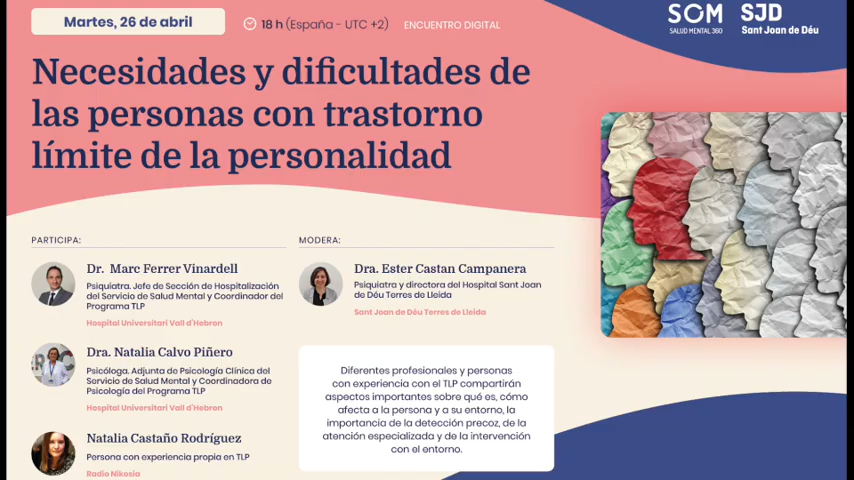 Martes, 26 de abril
18 h (España - UTC +2)
ENCUENTRO DIGITAL
SOM
SALUD MENTAL 360
SJD
Sant Joan de Déu
Necesidades y dificultades de
las personas con trastorno
límite de la personalidad
PARTICIPA:
Dr. Marc Ferrer Vinardell
Psiquiatra. Jefe de Sección de Hospitalización
del Servicio de Salud Mental y Coordinador del
Programa TLP
Hospital Universitari Vall d'Hebron
Dra. Natalia Calvo Piñero
Psicóloga. Adjunta de Psicología Clínica del
Servicio de Salud Mental y Coordinadora de
Psicología del Programa TLP
Hospital Universitari Vall d'Hebron
Natalia Castaño Rodríguez
Persona con experiencia propia en TLP
Radio Nikosia
MODERA:
Dra. Ester Castan Campanera
Psiquiatra y directora del Hospital Sant Joan
de Déu Terres de Lleida
Sant Joan de Déu Terres de Lleida
Diferentes profesionales y personas
con experiencia con el TLP compartirán
aspectos importantes sobre qué es, cómo
afecta a la persona y a su entorno, la
importancia de la detección precoz, de la
atención especializada y de la intervención
con el entorno.